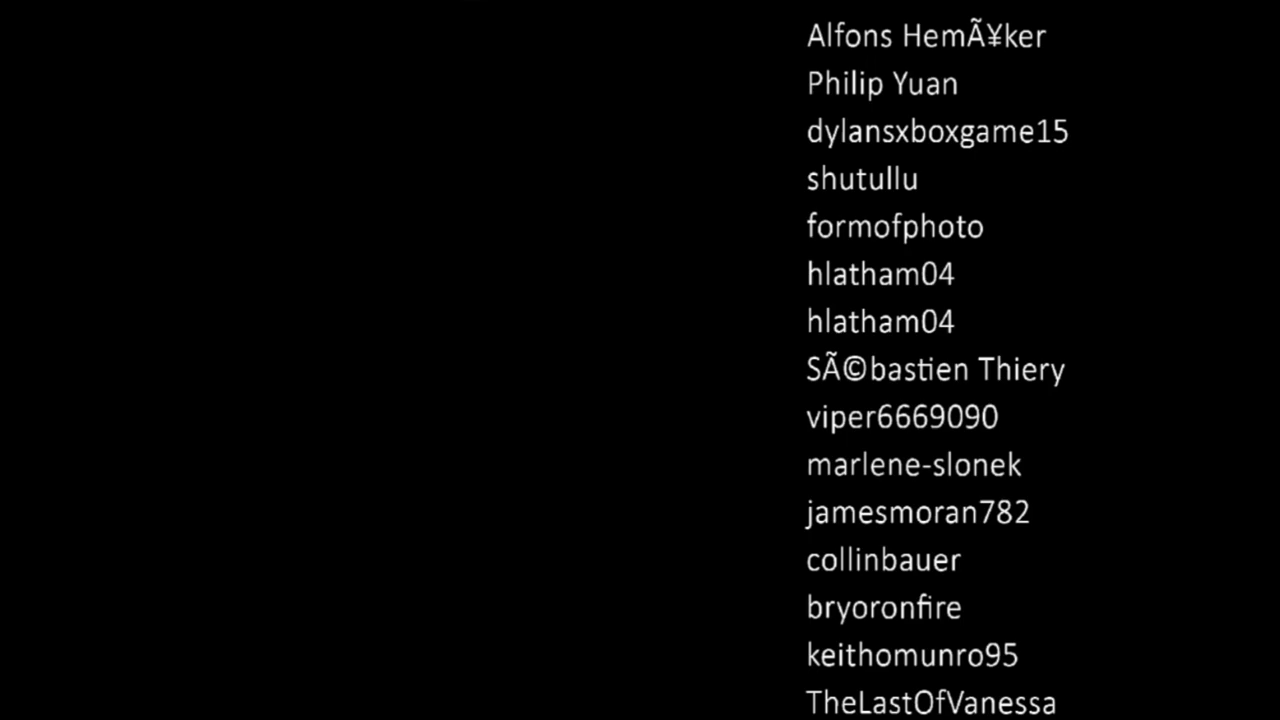 Alfons HemÃ¥ker
Philip Yuan
dylansxboxgame15
shutullu
formofphoto
hlatham04
hlatham04
SÃ©bastien Thiery
viper6669090
marlene-slonek
jamesmoran782
collinbauer
bryoronfire
keithomunro95
TheLastOfVanessa